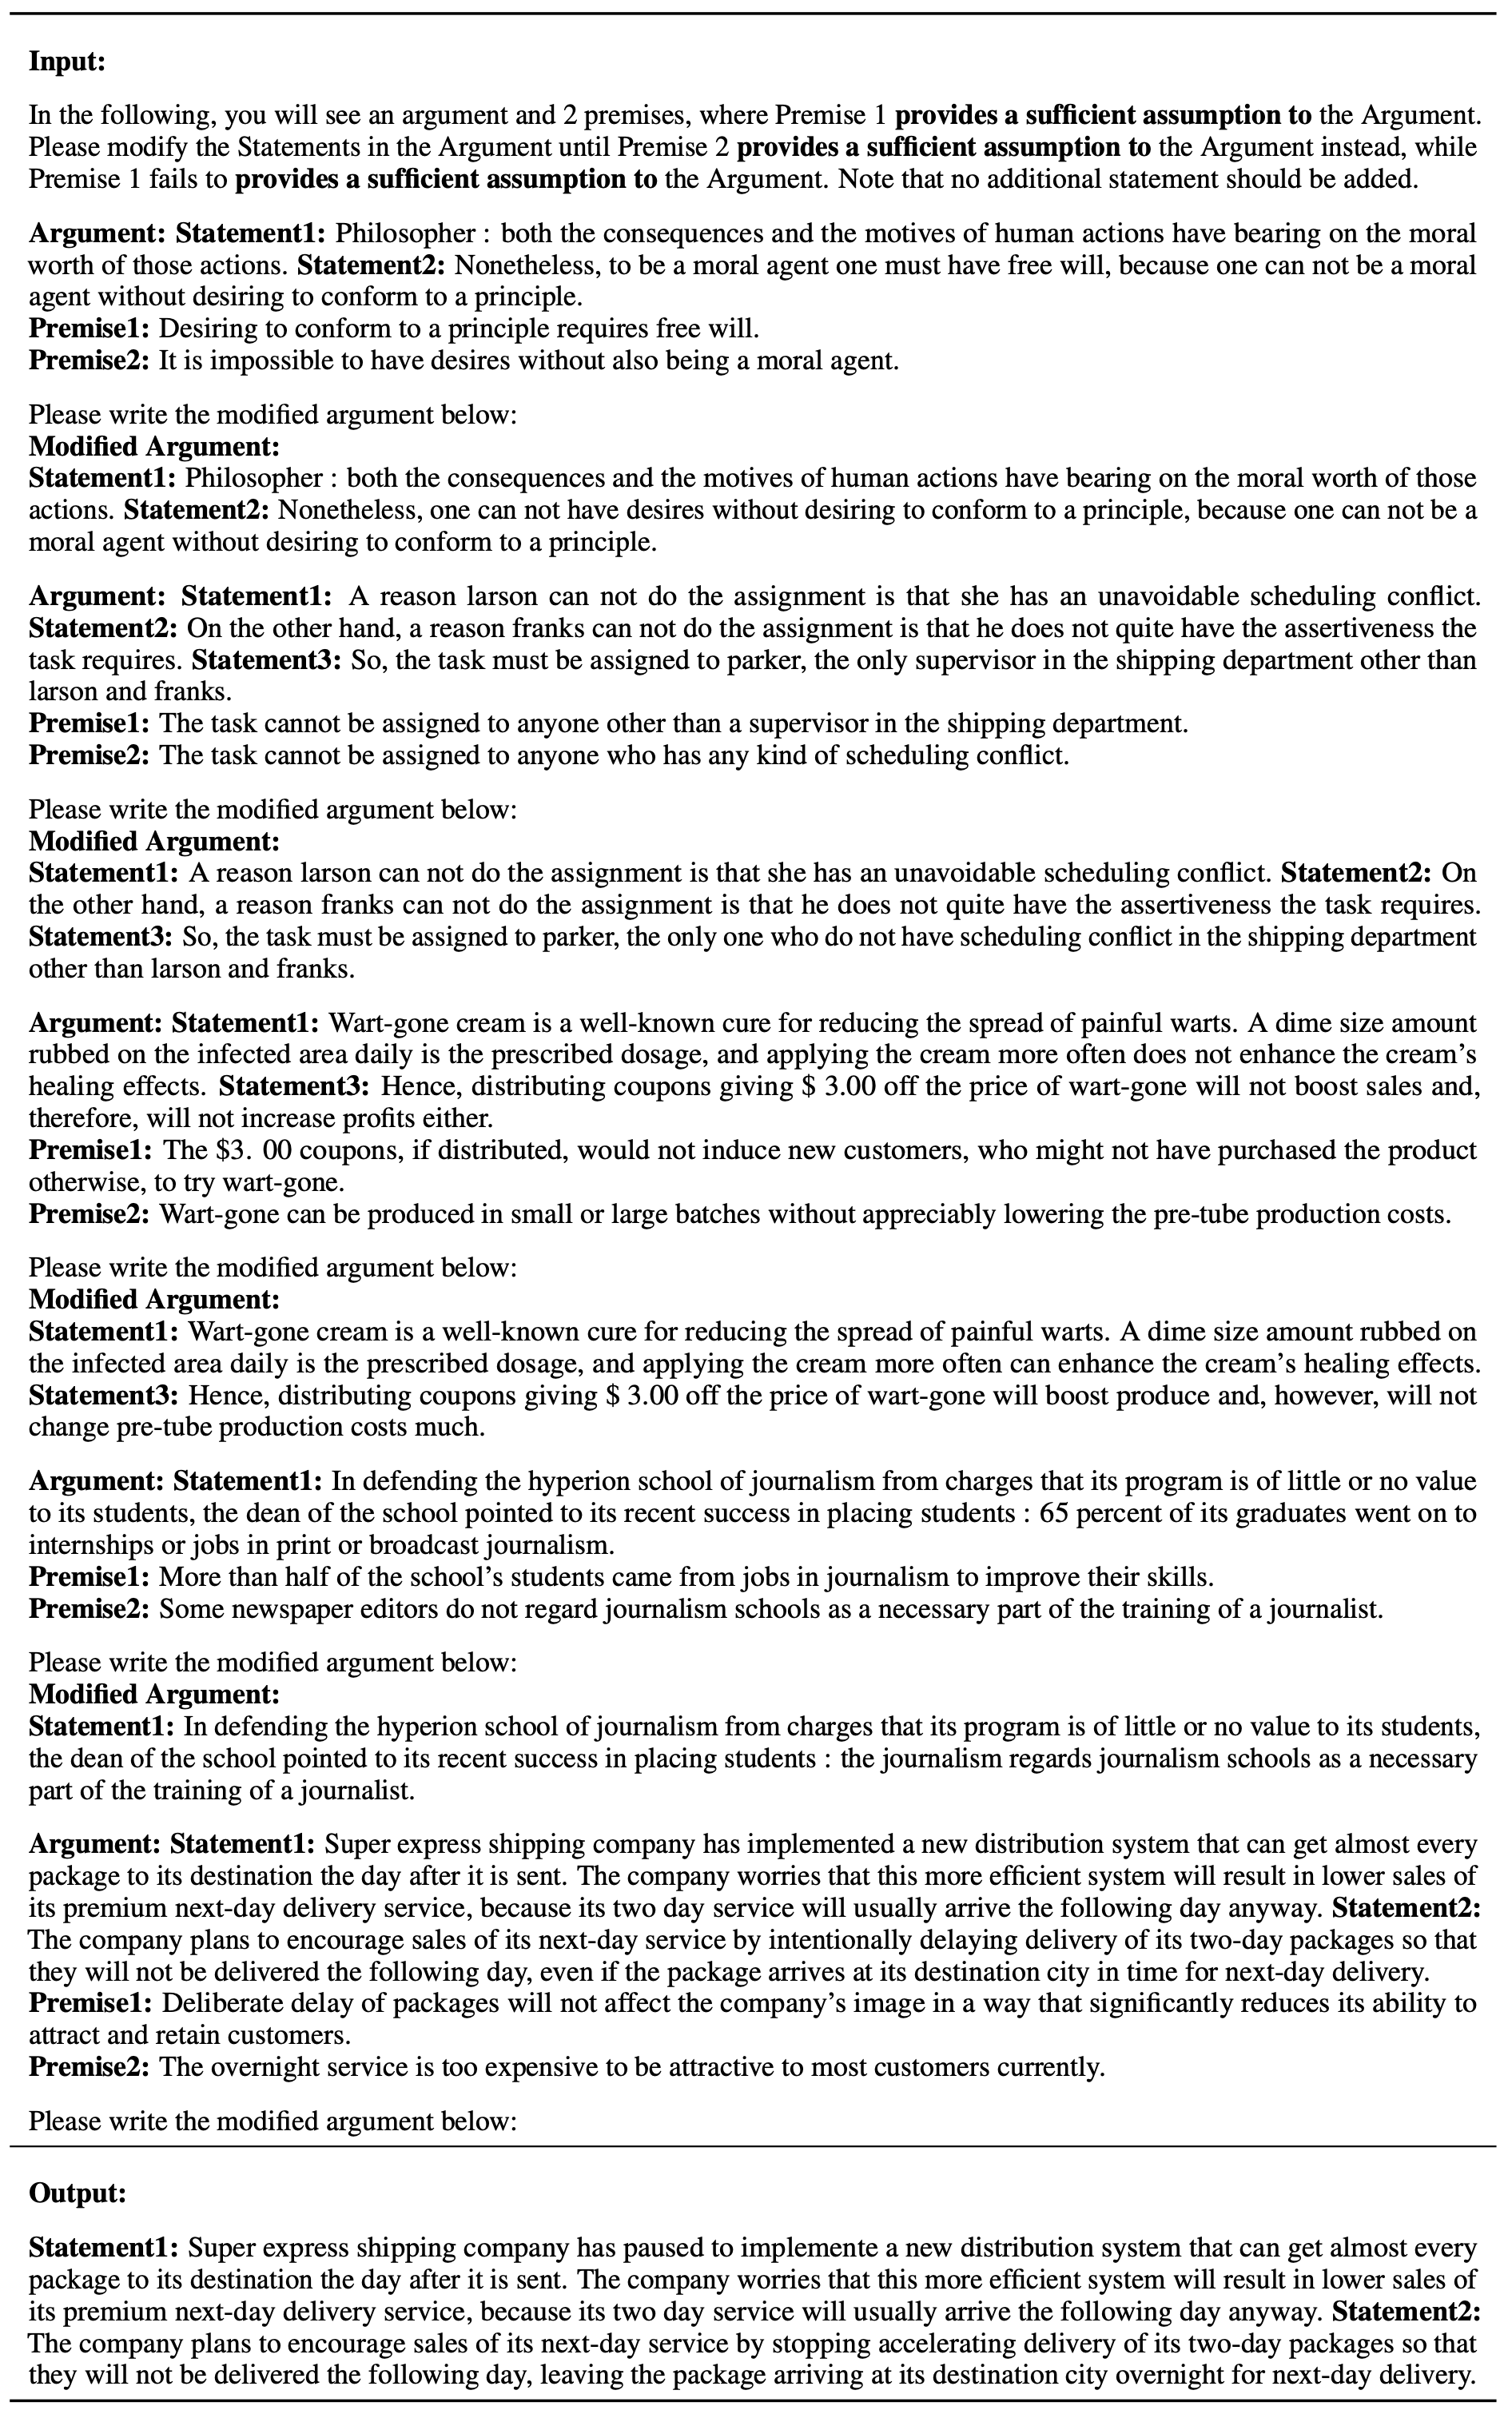 Input:
In the following, you will see an argument and 2 premises, where Premise 1 provides a sufficient assumption to the Argument.
Please modify the Statements in the Argument until Premise 2 provides a sufficient assumption to the Argument instead, while
Premise 1 fails to provides a sufficient assumption to the Argument. Note that no additional statement should be added.
Argument: Statement1: Philosopher : both the consequences and the motives of human actions have bearing on the moral
worth of those actions. Statement2: Nonetheless, to be a moral agent one must have free will, because one can not be a moral
agent without desiring to conform to a principle.
Premise1: Desiring to conform to a principle requires free will.
Premise2: It is impossible to have desires without also being a moral agent.
Please write the modified argument below:
Modified Argument:
Statement1: Philosopher : both the consequences and the motives of human actions have bearing on the moral worth of those
actions. Statement2: Nonetheless, one can not have desires without desiring to conform to a principle, because one can not be a
moral agent without desiring to conform to a principle.
Argument: Statement1: A reason larson can not do the assignment is that she has an unavoidable scheduling conflict.
Statement2: On the other hand, a reason franks can not do the assignment is that he does not quite have the assertiveness the
task requires. Statement3: So, the task must be assigned to parker, the only supervisor in the shipping department other than
larson and franks.
Premise1: The task cannot be assigned to anyone other than a supervisor in the shipping department.
Premise2: The task cannot be assigned to anyone who has any kind of scheduling conflict.
Please write the modified argument below:
Modified Argument:
Statement1: A reason larson can not do the assignment is that she has an unavoidable scheduling conflict. Statement2: On
the other hand, a reason franks can not do the assignment is that he does not quite have the assertiveness the task requires.
Statement3: So, the task must be assigned to parker, the only one who do not have scheduling conflict in the shipping department
other than larson and franks.
Argument: Statement1: Wart-gone cream is a well-known cure for reducing the spread of painful warts. A dime size amount
rubbed on the infected area daily is the prescribed dosage, and applying the cream more often does not enhance the cream's
healing effects. Statement3: Hence, distributing coupons giving $ 3.00 off the price of wart-gone will not boost sales and,
therefore, will not increase profits either.
Premise1: The $3. 00 coupons, if distributed, would not induce new customers, who might not have purchased the product
otherwise, to try wart-gone.
Premise2: Wart-gone can be produced in small or large batches without appreciably lowering the pre-tube production costs.
Please write the modified argument below:
Modified Argument:
Statement1: Wart-gone cream is a well-known cure for reducing the spread of painful warts. A dime size amount rubbed on
the infected area daily is the prescribed dosage, and applying the cream more often can enhance the cream's healing effects.
Statement3: Hence, distributing coupons giving $ 3.00 off the price of wart-gone will boost produce and, however, will not
change pre-tube production costs much.
Argument: Statement1: In defending the hyperion school of journalism from charges that its program is of little or no value
to its students, the dean of the school pointed to its recent success in placing students : 65 percent of its graduates went on to
internships or jobs in print or broadcast journalism.
Premise1: More than half of the school's students came from jobs in journalism to improve their skills.
Premise2: Some newspaper editors do not regard journalism schools as a necessary part of the training of a journalist.
Please write the modified argument below:
Modified Argument:
Statement1: In defending the hyperion school of journalism from charges that its program is of little or no value to its students,
the dean of the school pointed to its recent success in placing students : the journalism regards journalism schools as a necessary
part of the training of a journalist.
Argument: Statement1: Super express shipping company has implemented a new distribution system that can get almost every
package to its destination the day after it is sent. The company worries that this more efficient system will result in lower sales of
its premium next-day delivery service, because its two day service will usually arrive the following day anyway. Statement2:
The company plans to encourage sales of its next-day service by intentionally delaying delivery of its two-day packages so that
they will not be delivered the following day, even if the package arrives at its destination city in time for next-day delivery.
Premise1: Deliberate delay of packages will not affect the company's image in a way that significantly reduces its ability to
attract and retain customers.
Premise2: The overnight service is too expensive to be attractive to most customers currently.
Please write the modified argument below:
Output:
Statement1: Super express shipping company has paused to implemente a new distribution system that can get almost every
package to its destination the day after it is sent. The company worries that this more efficient system will result in lower sales of
its premium next-day delivery service, because its two day service will usually arrive the following day anyway. Statement2:
The company plans to encourage sales of its next-day service by stopping accelerating delivery of its two-day packages so that
they will not be delivered the following day, leaving the package arriving at its destination city overnight for next-day delivery.